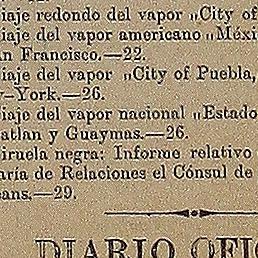 iaje redondo del vapor "City of
iaje del vapor americano "Méxi
an Francisco.—22.
iaje del vapor "City of Puebla,
w-York.—26.
iaje del vapor nacional "Estado
atlan y Guaymas.—26.
iruela negra: Informe relativo
aría de Relaciones el Cónsul de
eans.—29.
DIARIO OFI